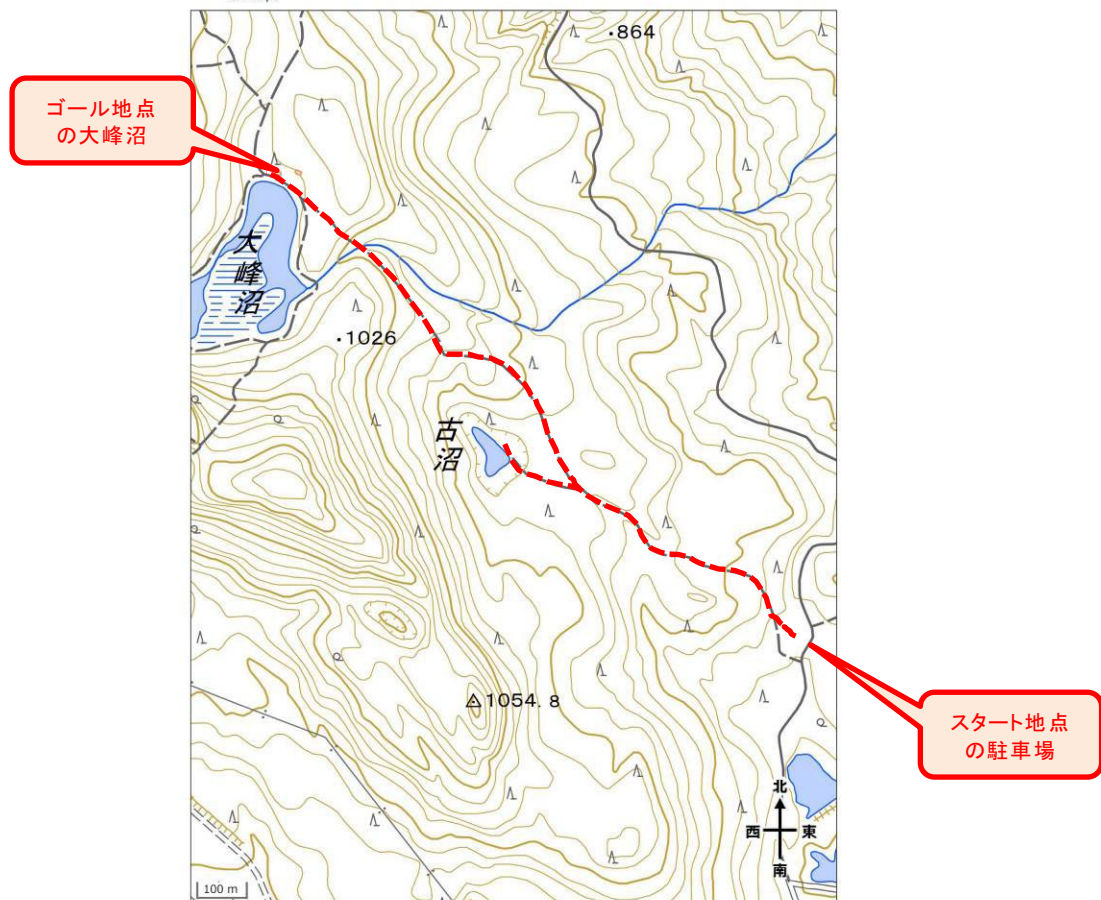 ・864
ゴール地点
の大峰沼
大峰沼
・1026
古沼
1054.8
スタート地点
の駐車場
北
西 東
南
100 m